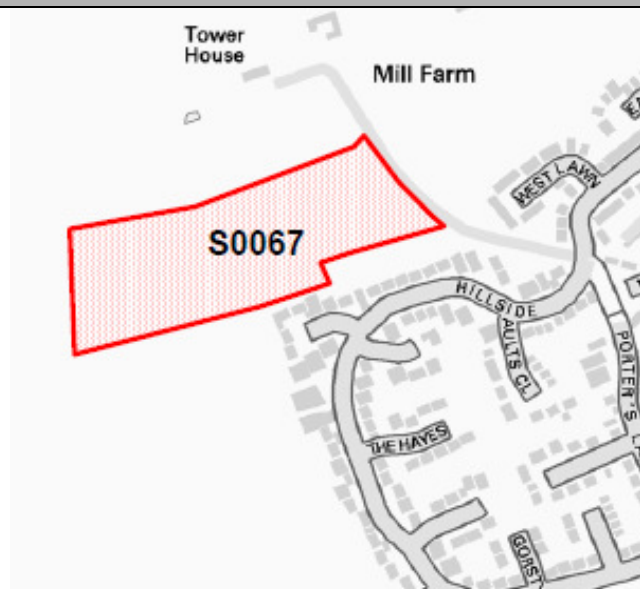 Tower
House
Mill Farm
WEST LAWN
S0067
HILLSIDE
AULTS CL
PORTER'S
THE HAYES
GORST